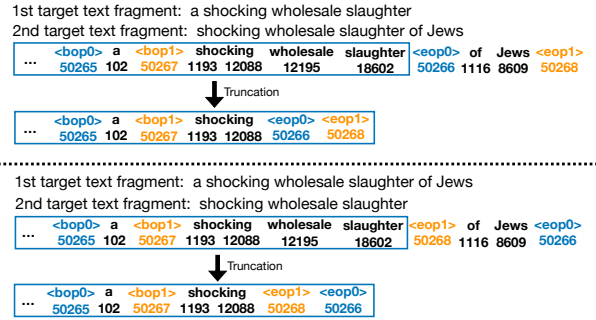 1st target text fragment: a shocking wholesale slaughter
2nd target text fragment: shocking wholesale slaughter of Jews
... <bop0> a <bop1> shocking wholesale slaughter <eop0> of Jews <eop1>
50265 102 50267 1193 12088 12195 18602 50266 1116 8609 50268
Truncation
... <bop0> a <bop1> shocking <eop0> <eop1>
50265 102 50267 1193 12088 50266 50268
1st target text fragment: a shocking wholesale slaughter of Jews
2nd target text fragment: shocking wholesale slaughter
... <bop0> a <bop1> shocking wholesale slaughter <eop1> of Jews <eop0>
50265 102 50267 1193 12088 12195 18602 50268 1116 8609 50266
Truncation
... <bop0> a <bop1> shocking <eop1> <eop0>
50265 102 50267 1193 12088 50268 50266